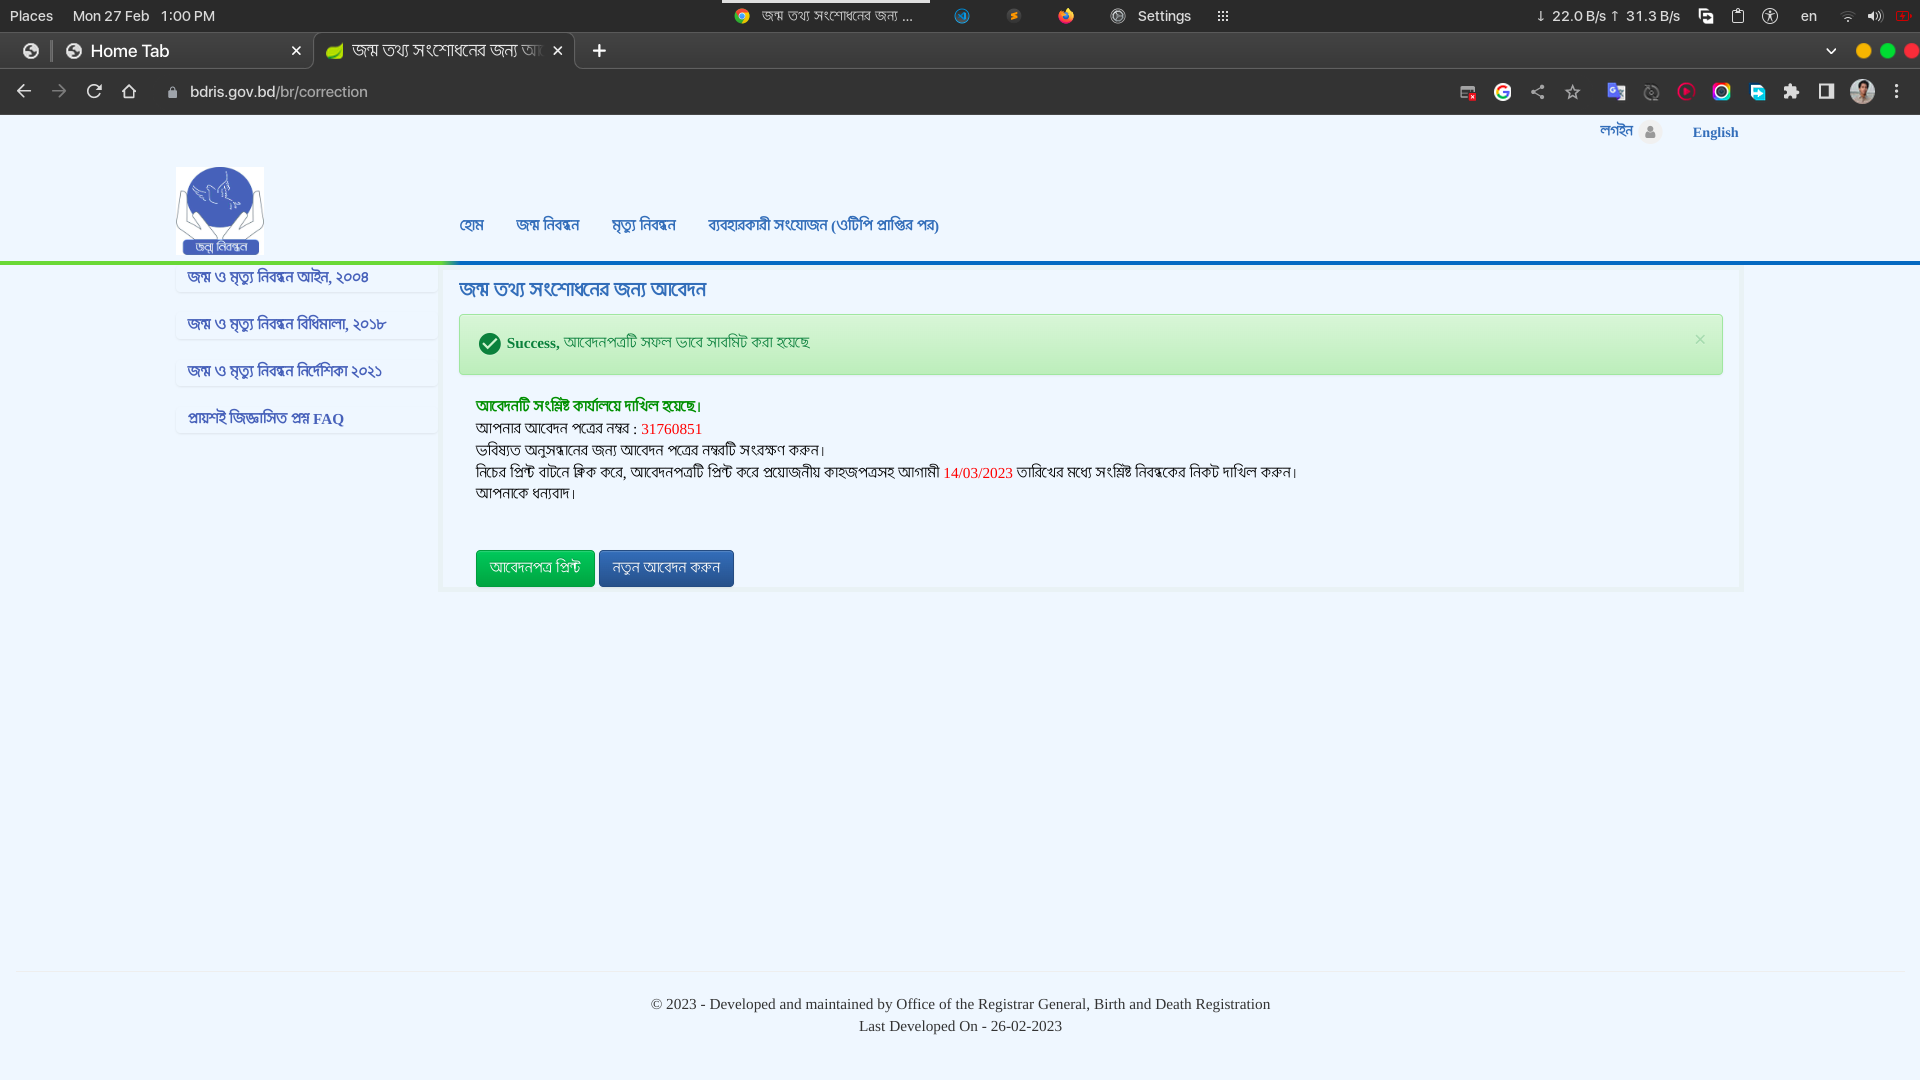 Places Mon 27 Feb 1:00 PM জন্ম তথ্য সংশোধনের জন্য ... Settings ↓ 22.0 B/s ↑ 31.3 B/s en
Home Tab জন্ম তথ্য সংশোধনের জন্য আ
bdris.gov.bd/br/correction
লগইন English
জন্ম নিবন্ধন
হোম জন্ম নিবন্ধন মৃত্যু নিবন্ধন ব্যবহারকারী সংযোজন (ওটিপি প্রাপ্তির পর)
জন্ম ও মৃত্যু নিবন্ধন আইন, ২০০৪
জন্ম ও মৃত্যু নিবন্ধন বিধিমালা, ২০১৮
জন্ম ও মৃত্যু নিবন্ধন নির্দেশিকা ২০২১
প্রায়শই জিজ্ঞাসিত প্রশ্ন FAQ
জন্ম তথ্য সংশোধনের জন্য আবেদন
Success, আবেদনপত্রটি সফল ভাবে সাবমিট করা হয়েছে ×
আবেদনটি সংশ্লিষ্ট কার্যালয়ে দাখিল হয়েছে।
আপনার আবেদন পত্রের নম্বর : 31760851
ভবিষ্যত অনুসন্ধানের জন্য আবেদন পত্রের নম্বরটি সংরক্ষণ করুন।
নিচের প্রিন্ট বাটনে ক্লিক করে, আবেদনপত্রটি প্রিন্ট করে প্রয়োজনীয় কাহজপত্রসহ আগামী 14/03/2023 তারিখের মধ্যে সংশ্লিষ্ট নিবন্ধকের নিকট দাখিল করুন।
আপনাকে ধন্যবাদ।
আবেদনপত্র প্রিন্ট নতুন আবেদন করুন
© 2023 - Developed and maintained by Office of the Registrar General, Birth and Death Registration
Last Developed On - 26-02-2023